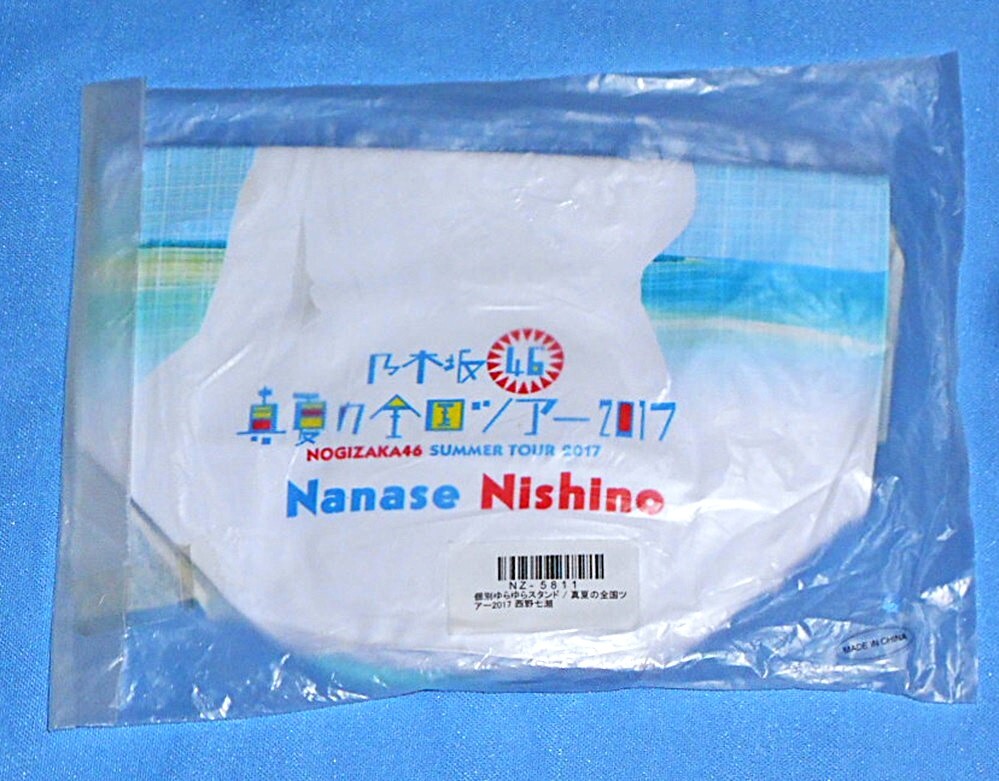 乃木坂46
真夏の全国ツアー2017
NOGIZAKA46 SUMMER TOUR 2017
Nanase Nishino
NZ-5811
個別ゆらゆらスタンド / 真夏の全国ツ
アー2017 西野七瀬
MADE IN CHINA